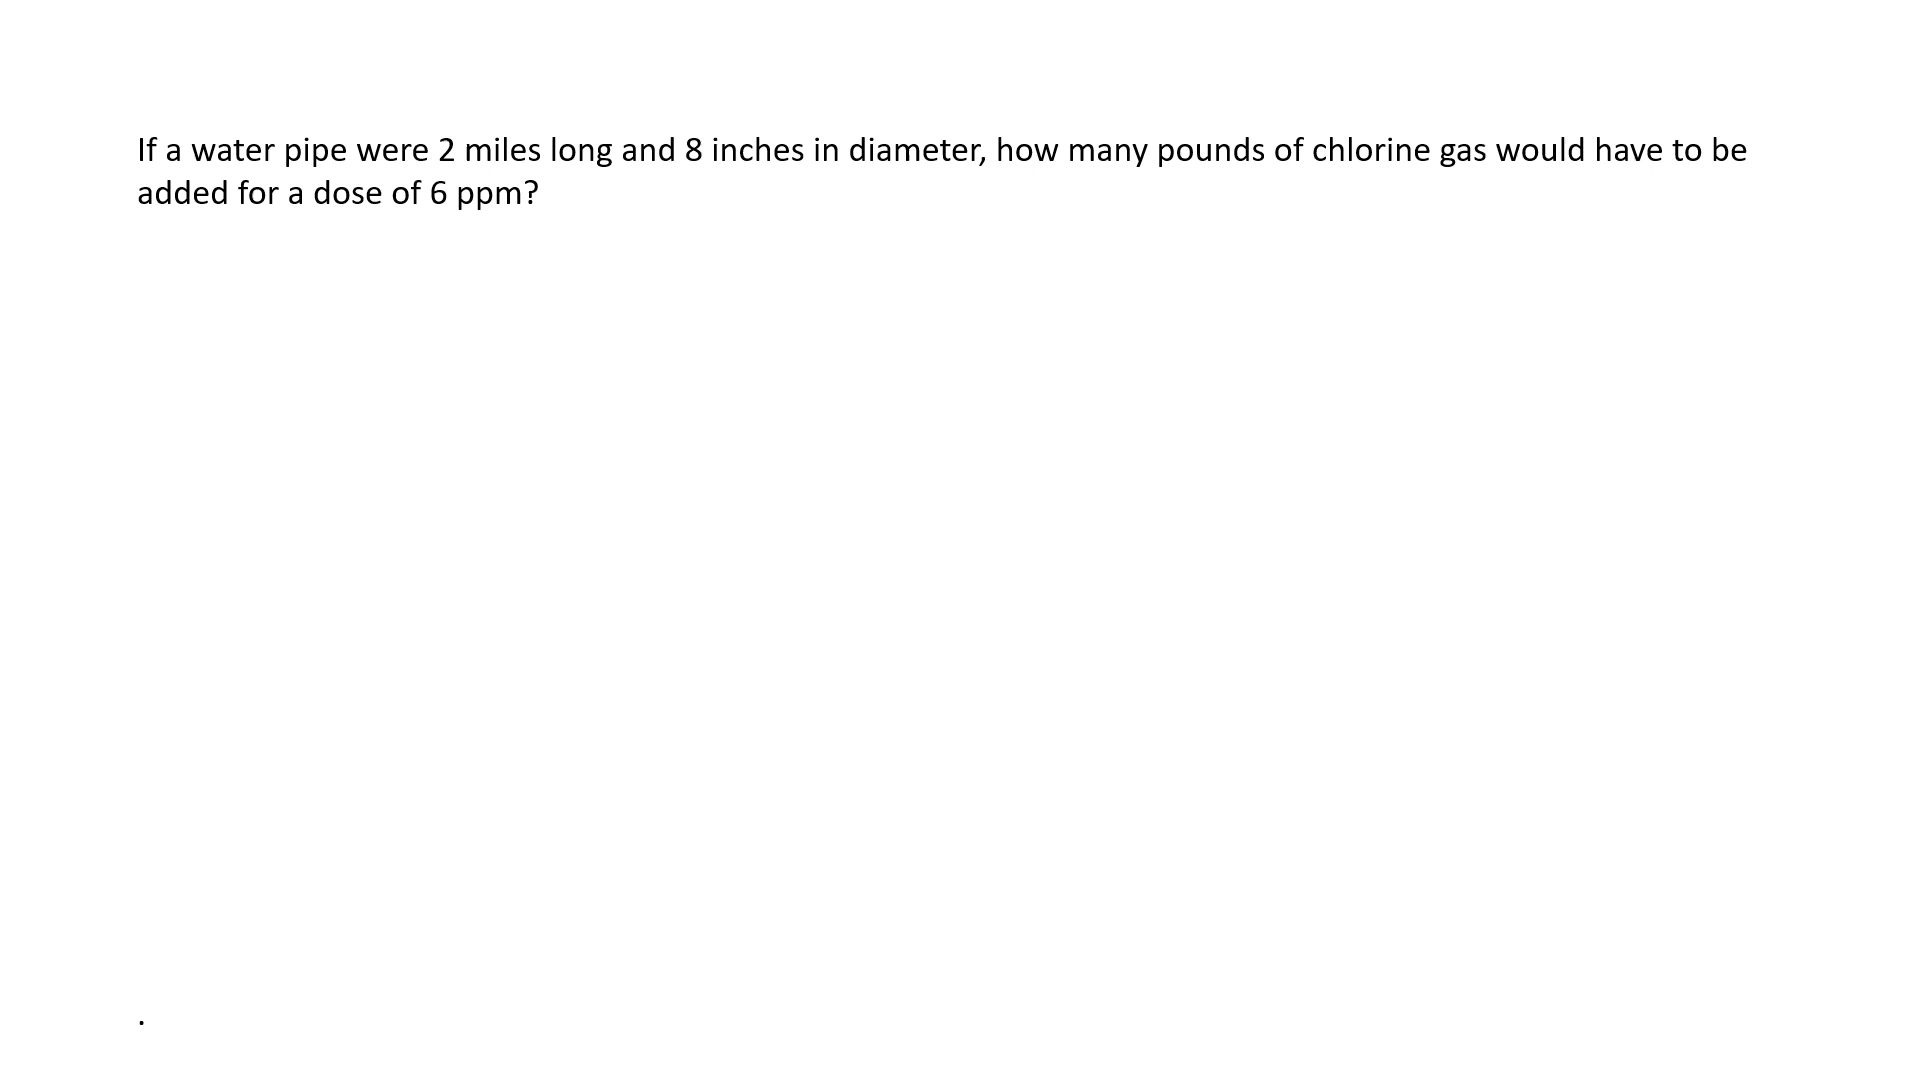 If a water pipe were 2 miles long and 8 inches in diameter, how many pounds of chlorine gas would have to be
added for a dose of 6 ppm?
.